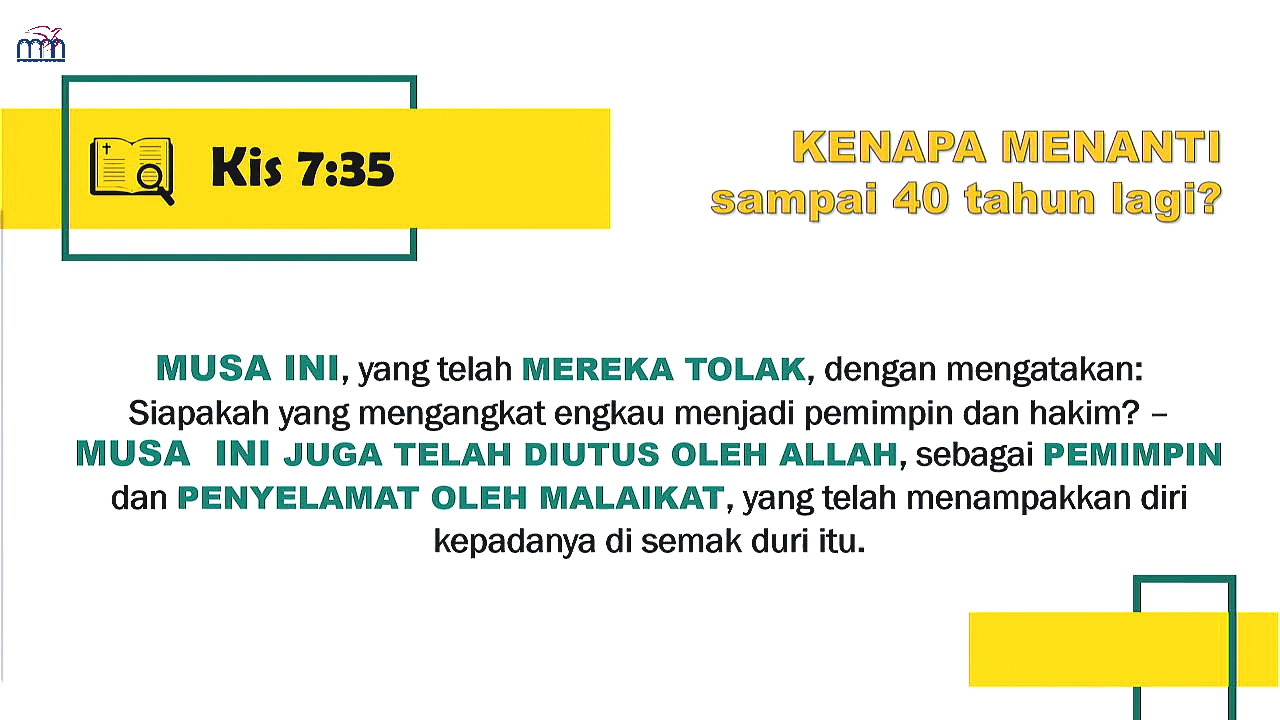 Kis 7:35
KENAPA MENANTI
sampai 40 tahun lagi?
MUSA INI, yang telah MEREKA TOLAK, dengan mengatakan:
Siapakah yang mengangkat engkau menjadi pemimpin dan hakim? –
MUSA INI JUGA TELAH DIUTUS OLEH ALLAH, sebagai PEMIMPIN
dan PENYELAMAT OLEH MALAIKAT, yang telah menampakkan diri
kepadanya di semak duri itu.